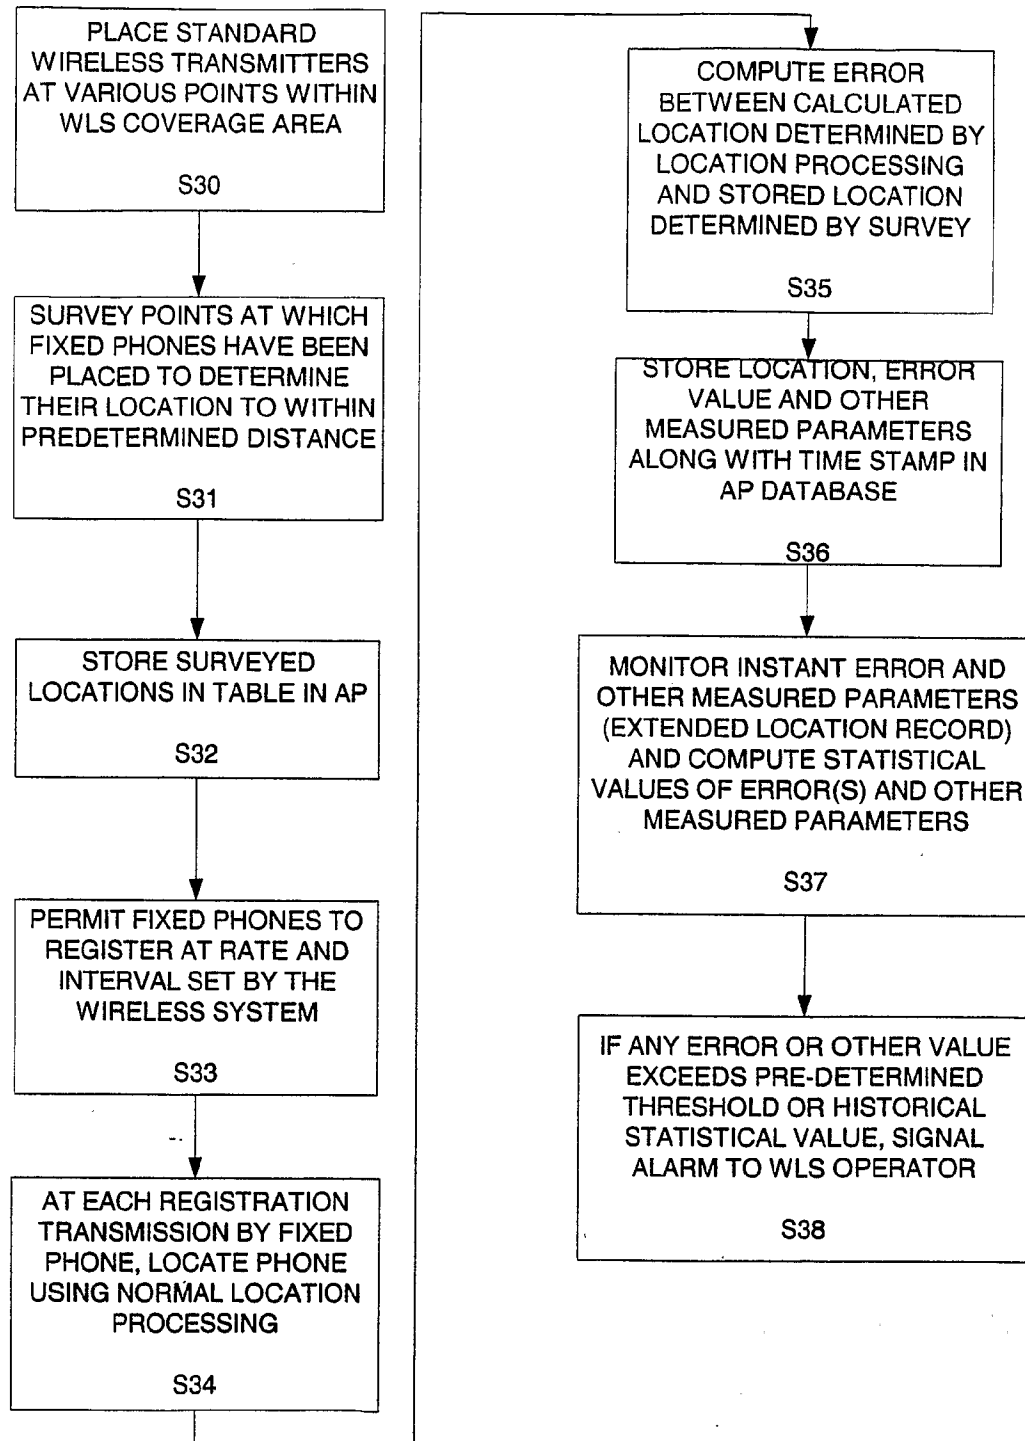 PLACE STANDARD
WIRELESS TRANSMITTERS
AT VARIOUS POINTS WITHIN
WLS COVERAGE AREA
S30
SURVEY POINTS AT WHICH
FIXED PHONES HAVE BEEN
PLACED TO DETERMINE
THEIR LOCATION TO WITHIN
PREDETERMINED DISTANCE
S31
STORE SURVEYED
LOCATIONS IN TABLE IN AP
S32
PERMIT FIXED PHONES TO
REGISTER AT RATE AND
INTERVAL SET BY THE
WIRELESS SYSTEM
S33
AT EACH REGISTRATION
TRANSMISSION BY FIXED
PHONE, LOCATE PHONE
USING NORMAL LOCATION
PROCESSING
S34
COMPUTE ERROR
BETWEEN CALCULATED
LOCATION DETERMINED BY
LOCATION PROCESSING
AND STORED LOCATION
DETERMINED BY SURVEY
S35
STORE LOCATION, ERROR
VALUE AND OTHER
MEASURED PARAMETERS
ALONG WITH TIME STAMP IN
AP DATABASE
S36
MONITOR INSTANT ERROR AND
OTHER MEASURED PARAMETERS
(EXTENDED LOCATION RECORD)
AND COMPUTE STATISTICAL
VALUES OF ERROR(S) AND OTHER
MEASURED PARAMETERS
S37
IF ANY ERROR OR OTHER VALUE
EXCEEDS PRE-DETERMINED
THRESHOLD OR HISTORICAL
STATISTICAL VALUE, SIGNAL
ALARM TO WLS OPERATOR
S38